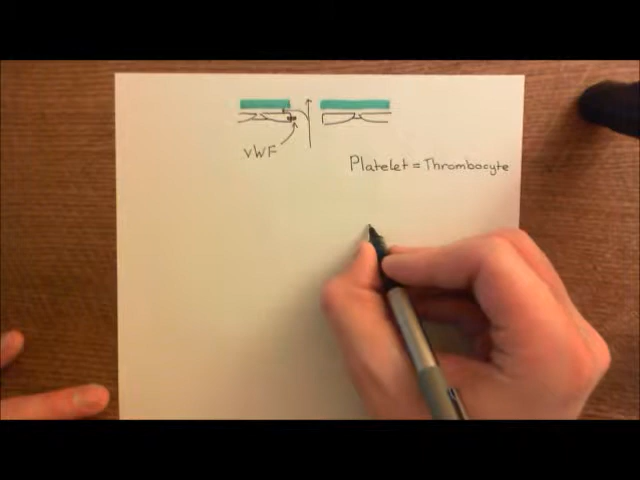 vWF
Platelet = Thrombocyte